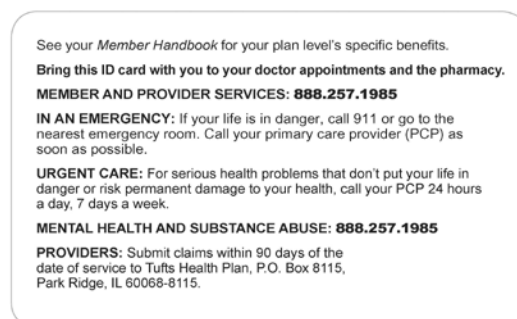 See your Member Handbook for your plan level's specific benefits.
Bring this ID card with you to your doctor appointments and the pharmacy.
MEMBER AND PROVIDER SERVICES: 888.257.1985
IN AN EMERGENCY: If your life is in danger, call 911 or go to the
nearest emergency room. Call your primary care provider (PCP) as
soon as possible.
URGENT CARE: For serious health problems that don't put your life in
danger or risk permanent damage to your health, call your PCP 24 hours
a day, 7 days a week.
MENTAL HEALTH AND SUBSTANCE ABUSE: 888.257.1985
PROVIDERS: Submit claims within 90 days of the
date of service to Tufts Health Plan, P.O. Box 8115,
Park Ridge, IL 60068-8115.